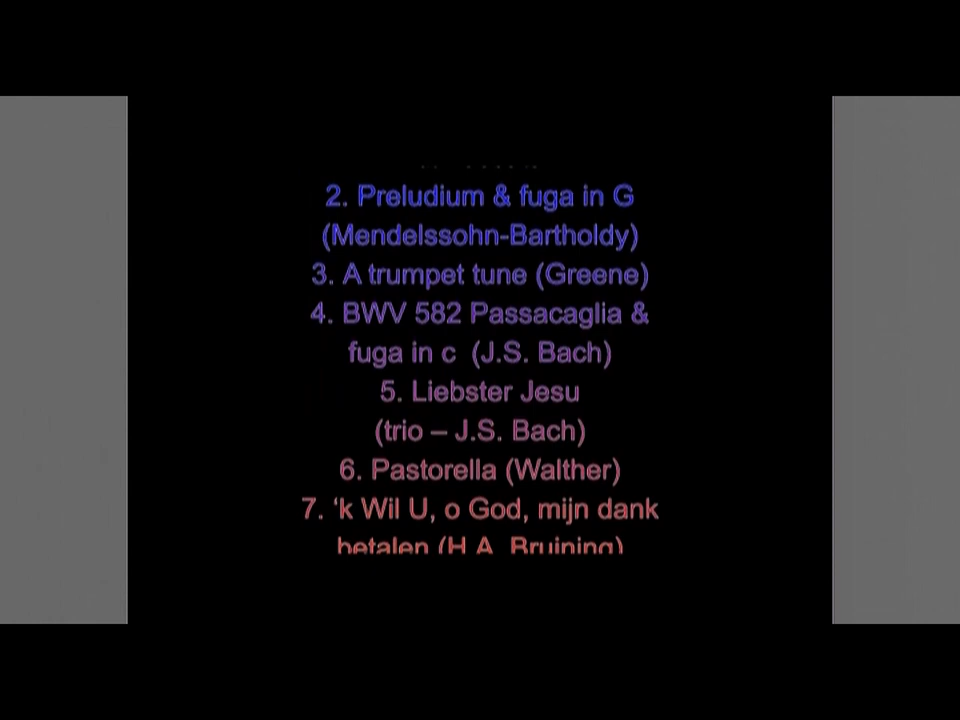 2. Preludium & fuga in G
(Mendelssohn-Bartholdy)
3. A trumpet tune (Greene)
4. BWV 582 Passacaglia &
fuga in c (J.S. Bach)
5. Liebster Jesu
(trio – J.S. Bach)
6. Pastorella (Walther)
7. ‘k Wil U, o God, mijn dank
betalen (H.A. Bruining)